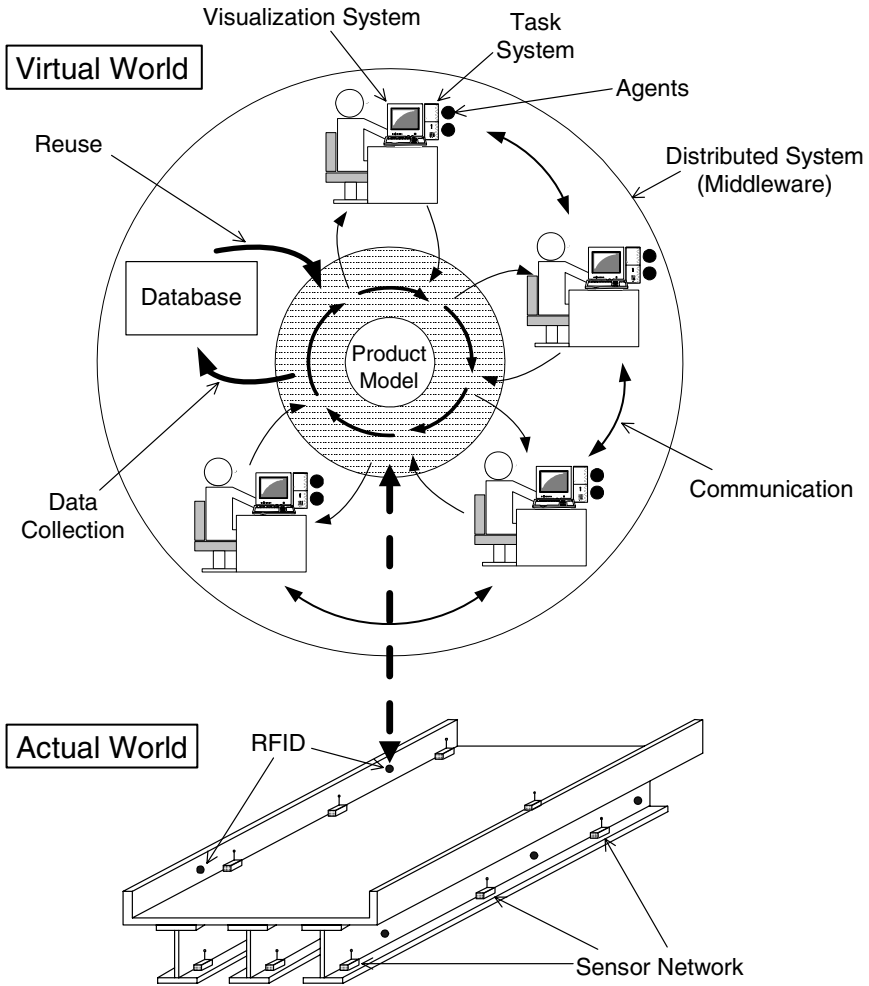 Visualization System
Task
System
Virtual World
Agents
Reuse
Distributed System
(Middleware)
Database
Product
Model
Data
Collection
Communication
Actual World
RFID
Sensor Network